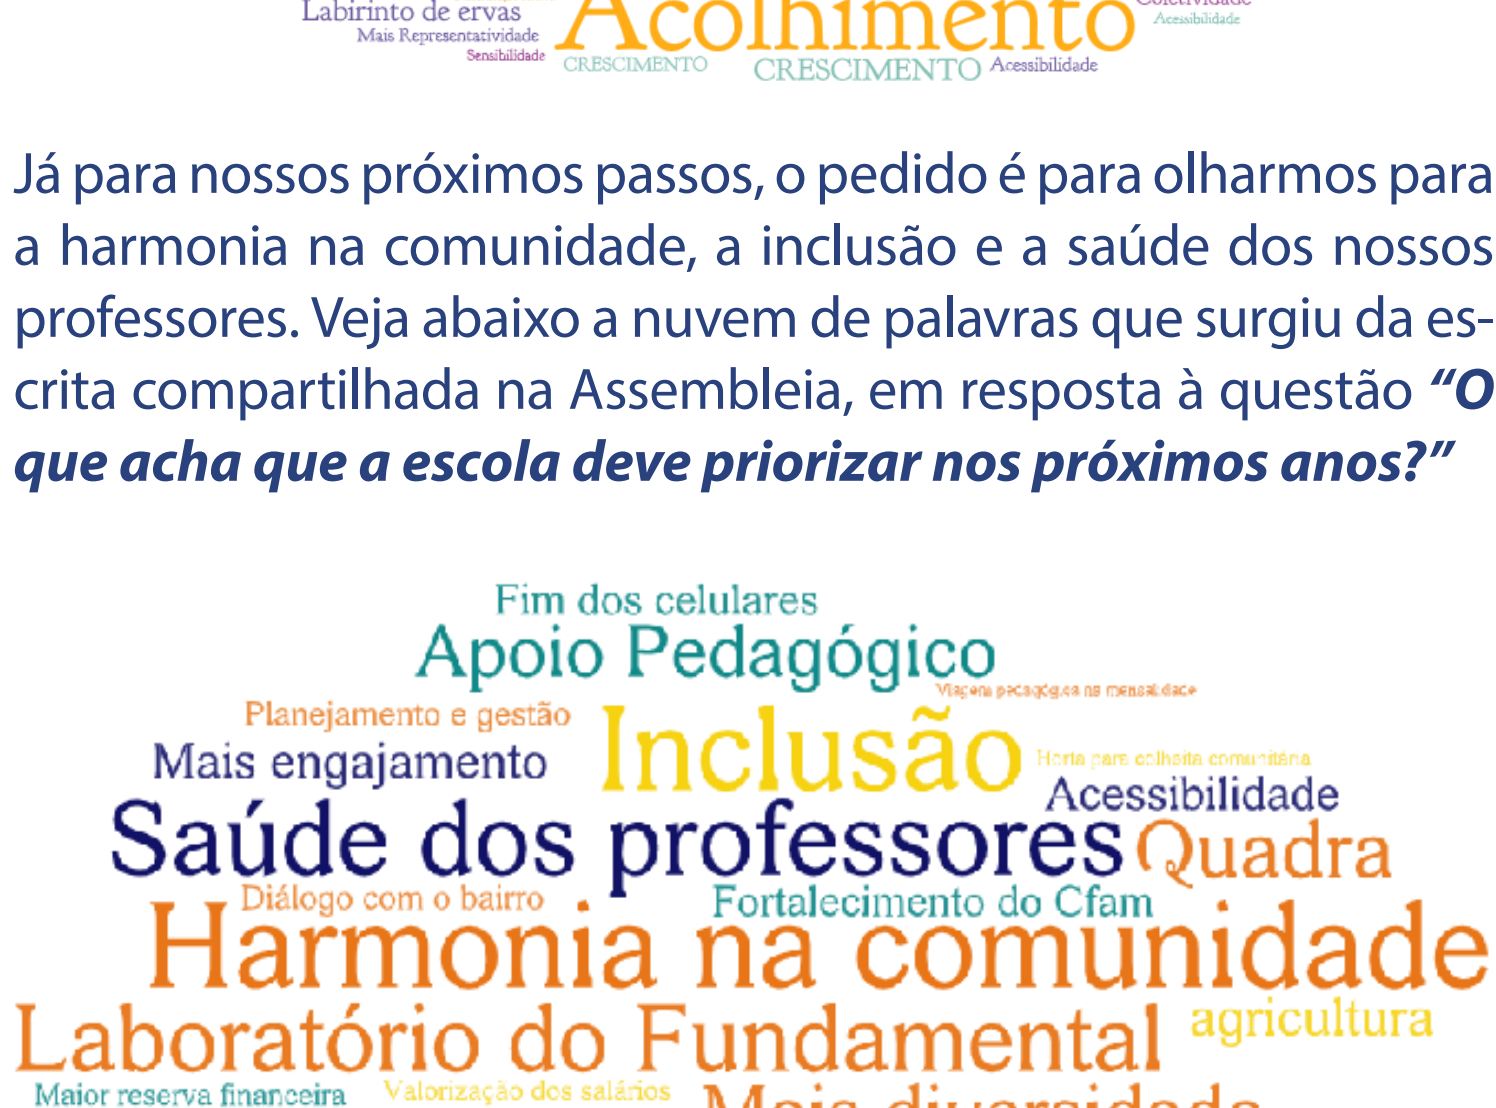 Labirinto de ervas
Mais Representatividade
Sensibilidade
Acolhimento
Acessibilidade
CRESCIMENTO
CRESCIMENTO
Acessibilidade
Já para nossos próximos passos, o pedido é para olharmos para
a harmonia na comunidade, a inclusão e a saúde dos nossos
professores. Veja abaixo a nuvem de palavras que surgiu da es-
crita compartilhada na Assembleia, em resposta à questão “O
que acha que a escola deve priorizar nos próximos anos?”
Fim dos celulares
Apoio Pedagógico
Viagens pedagógicas na mensalidade
Planejamento e gestão
Inclusão
Mais engajamento
Horta para colheita comunitária
Acessibilidade
Saúde dos professores
Quadra
Diálogo com o bairro
Fortalecimento do Cfam
Harmonia na comunidade
Laboratório do Fundamental
agricultura
Maior reserva financeira
Valorização dos salários
Mais diversidade